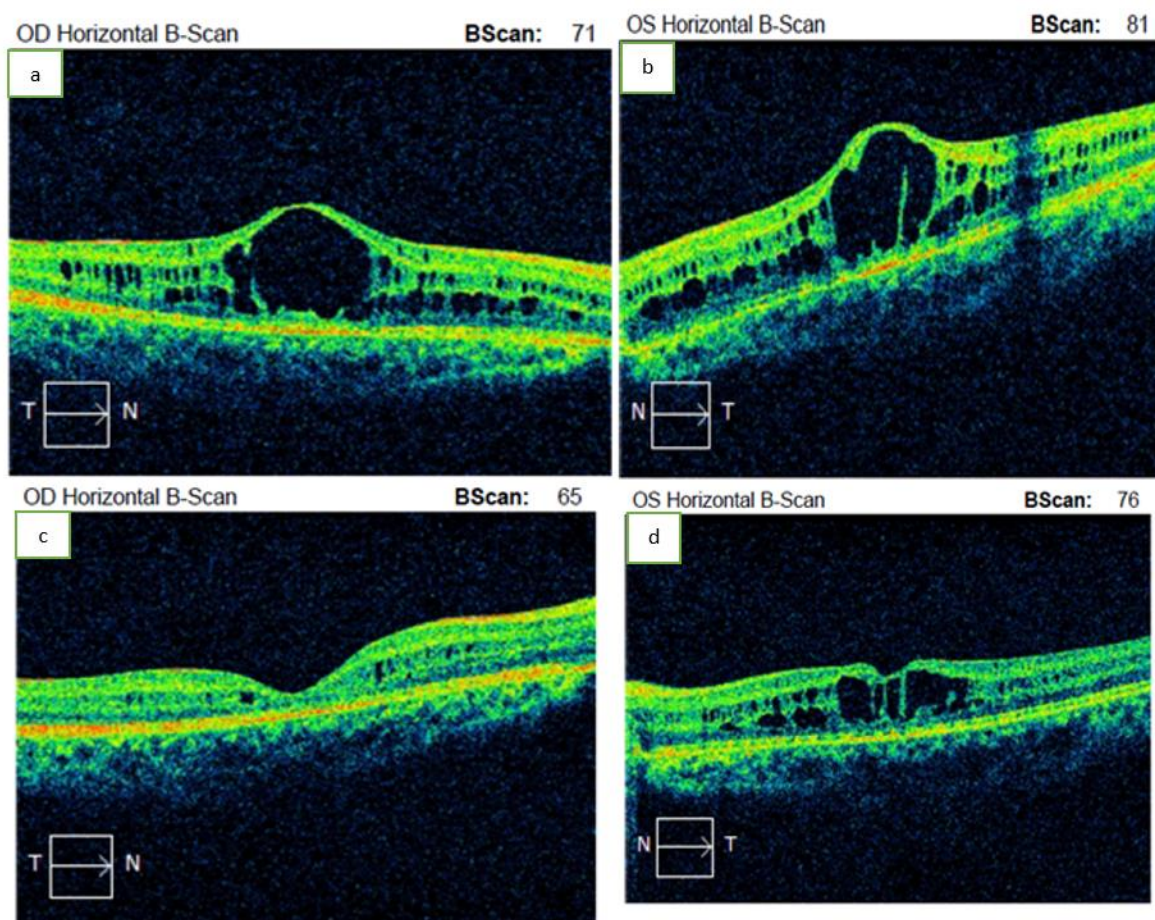 OD Horizontal B-Scan BScan: 71
a
T N
OS Horizontal B-Scan BScan: 81
b
N T
OD Horizontal B-Scan BScan: 65
c
T N
OS Horizontal B-Scan BScan: 76
d
N T